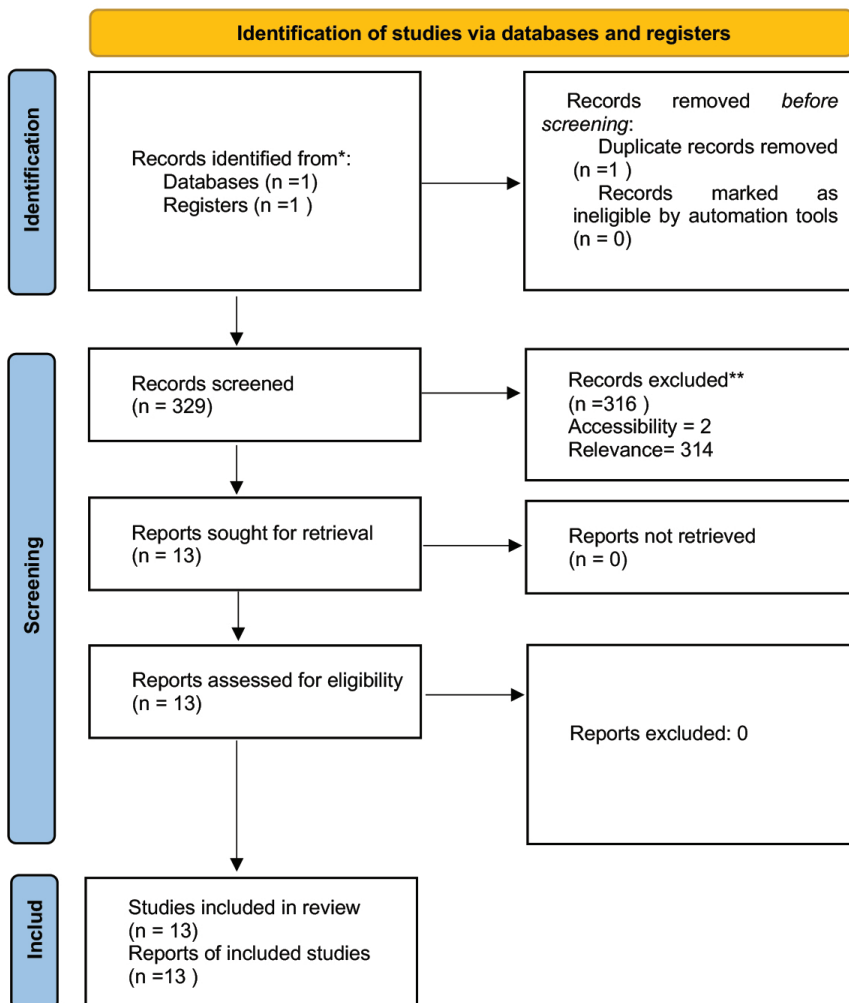 Identification of studies via databases and registers
Identification
Records identified from*:
Databases (n =1)
Registers (n =1 )
Records removed before
screening:
Duplicate records removed
(n =1 )
Records marked as
ineligible by automation tools
(n = 0)
Screening
Records screened
(n = 329)
Records excluded**
(n =316 )
Accessibility = 2
Relevance= 314
Reports sought for retrieval
(n = 13)
Reports not retrieved
(n = 0)
Reports assessed for eligibility
(n = 13)
Reports excluded: 0
Includ
Studies included in review
(n = 13)
Reports of included studies
(n =13 )